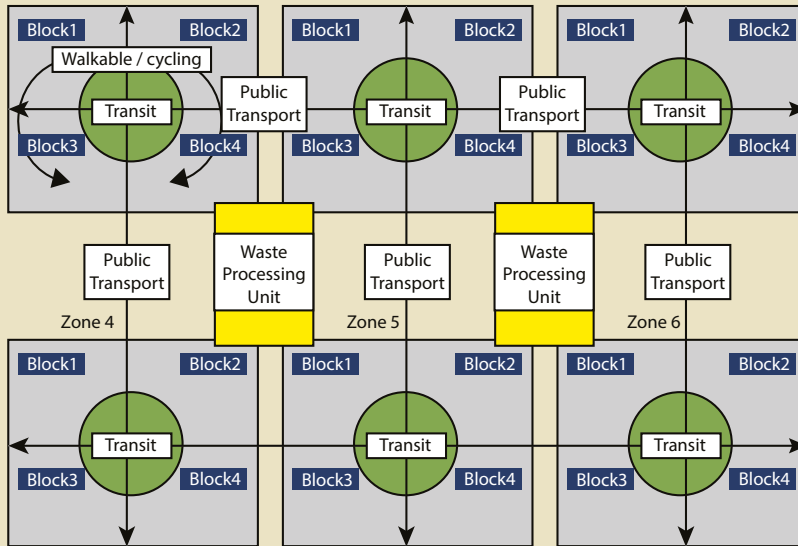 Block1
Block2
Block1
Block2
Block1
Block2
Walkable / cycling
Transit
Public
Transport
Transit
Public
Transport
Transit
Block3
Block4
Block3
Block4
Block3
Block4
Public
Transport
Waste
Processing
Unit
Public
Transport
Waste
Processing
Unit
Public
Transport
Zone 4
Zone 5
Zone 6
Block1
Block2
Block1
Block2
Block1
Block2
Transit
Transit
Transit
Block3
Block4
Block3
Block4
Block3
Block4